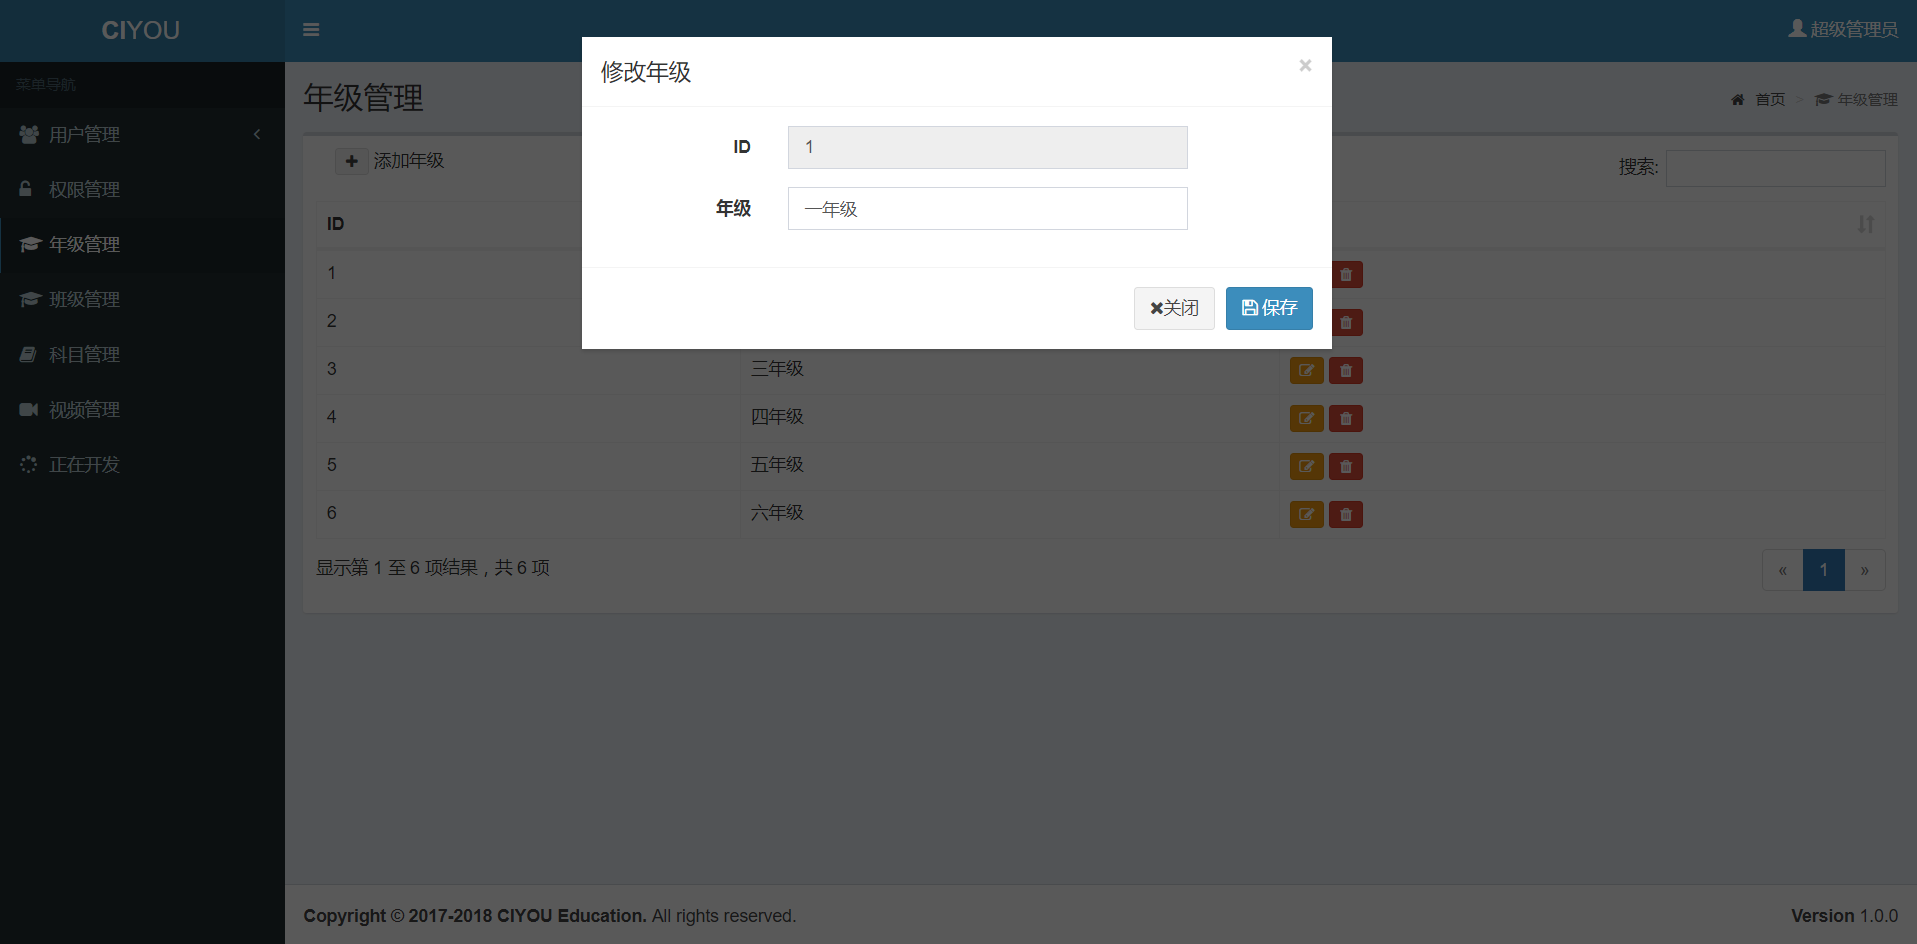 CIYOU
超级管理员
菜单导航
用户管理
权限管理
年级管理
班级管理
科目管理
视频管理
正在开发
年级管理
首页 > 年级管理
添加年级
搜索:
ID
1
2
3 三年级
4 四年级
5 五年级
6 六年级
显示第 1 至 6 项结果，共 6 项
« 1 »
修改年级
×
ID 1
年级 一年级
关闭 保存
Copyright © 2017-2018 CIYOU Education. All rights reserved.
Version 1.0.0